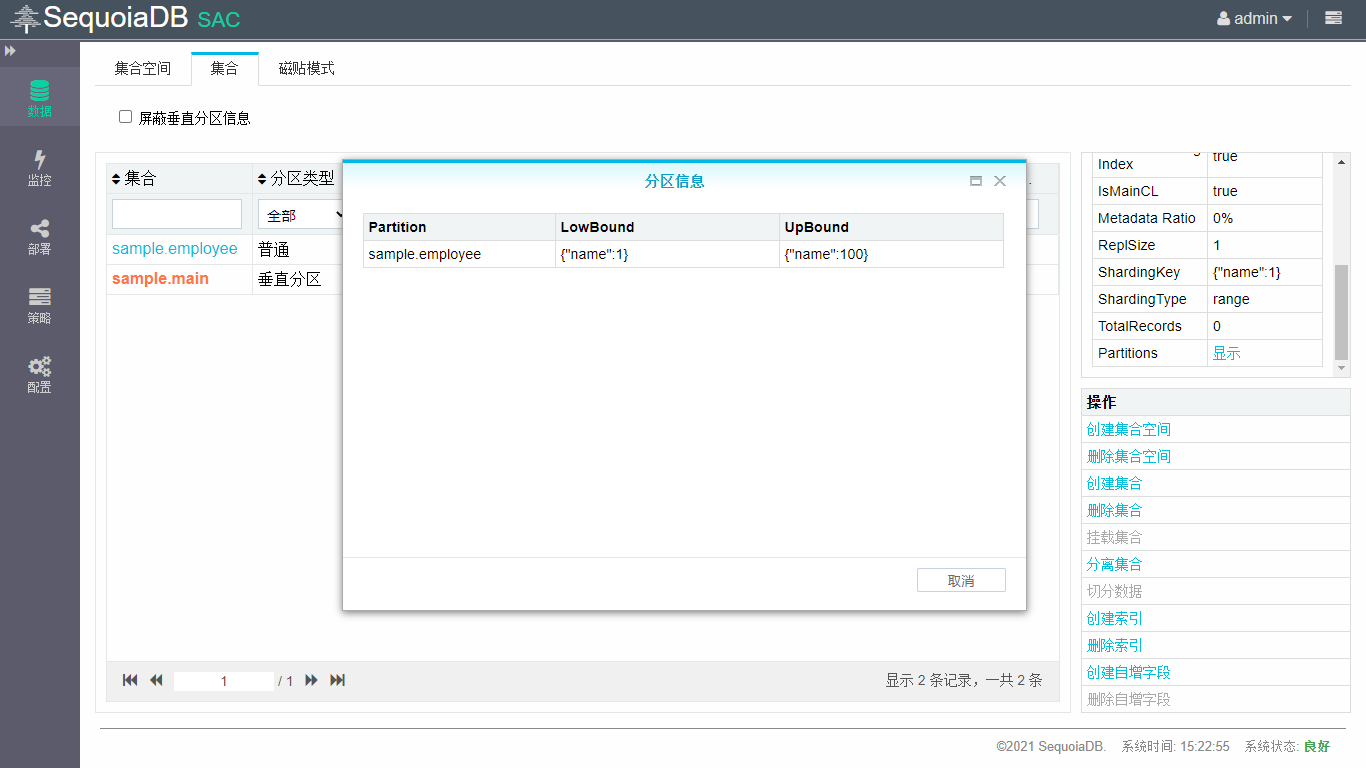 SequoiaDB SAC
admin
集合空间 集合 磁贴模式
数据
监控
部署
策略
配置
屏蔽垂直分区信息
集合 分区类型
全部
sample.employee 普通
sample.main 垂直分区
分区信息
Partition LowBound UpBound
sample.employee {"name":1} {"name":100}
取消
1 / 1
显示 2 条记录，一共 2 条
Index true
IsMainCL true
Metadata Ratio 0%
ReplSize 1
ShardingKey {"name":1}
ShardingType range
TotalRecords 0
Partitions 显示
操作
创建集合空间
删除集合空间
创建集合
删除集合
挂载集合
分离集合
切分数据
创建索引
删除索引
创建自增字段
删除自增字段
©2021 SequoiaDB. 系统时间: 15:22:55 系统状态: 良好